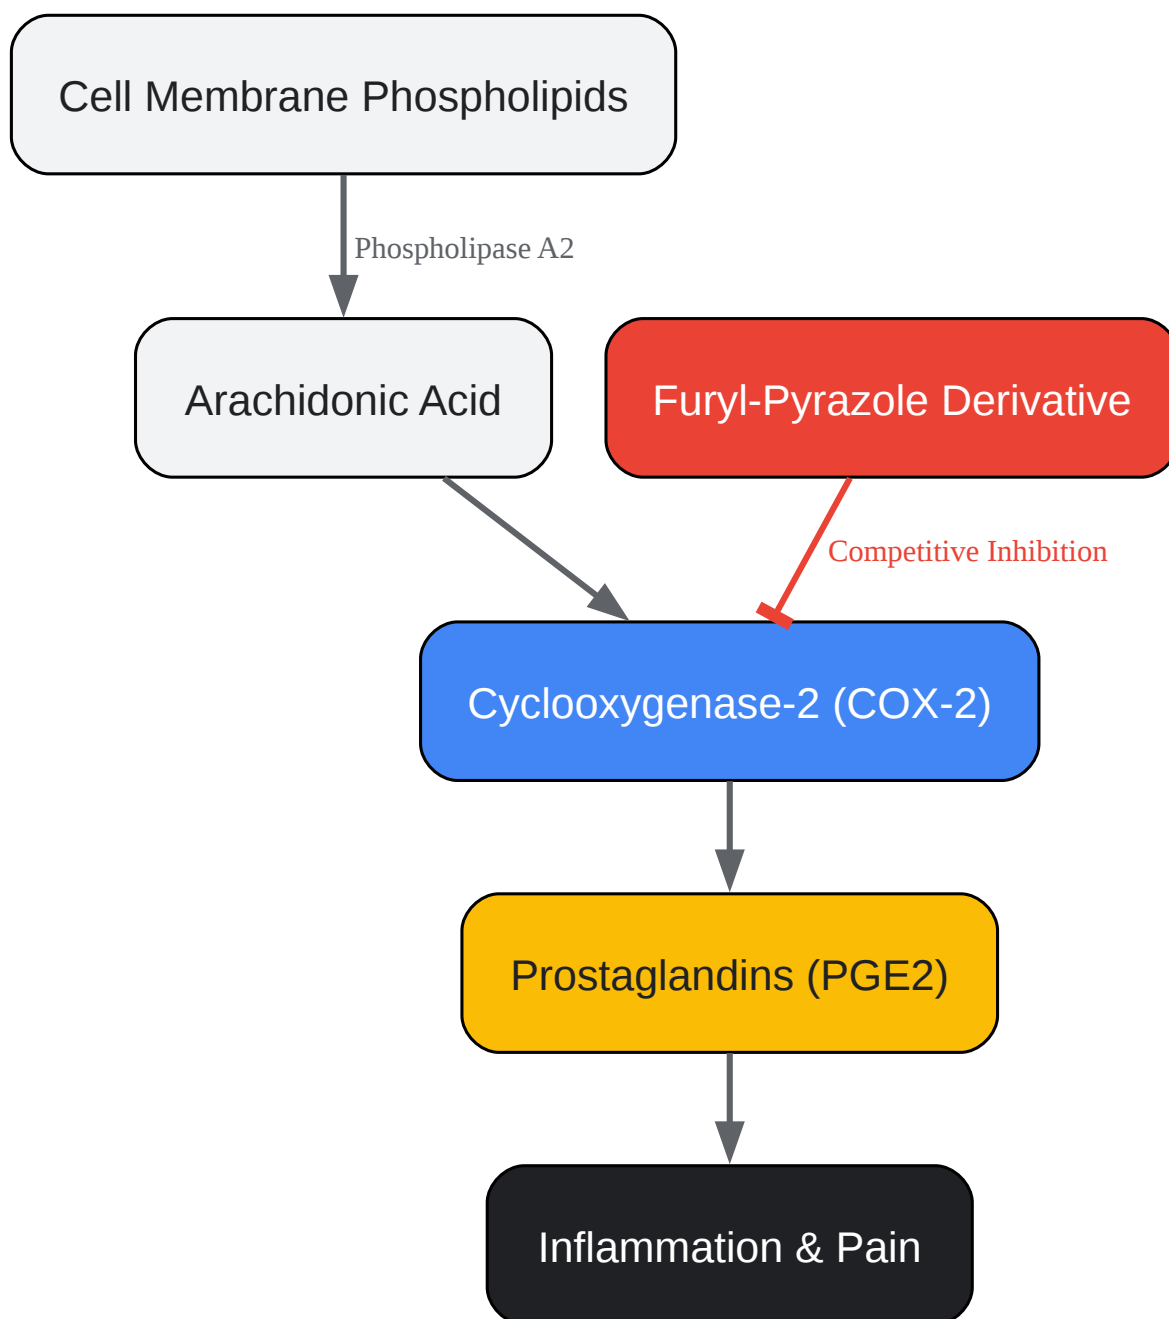 Cell Membrane Phospholipids
Phospholipase A2
Arachidonic Acid
Furyl-Pyrazole Derivative
Competitive Inhibition
Cyclooxygenase-2 (COX-2)
Prostaglandins (PGE2)
Inflammation & Pain